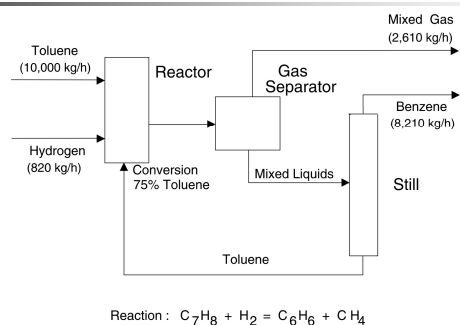 Mixed Gas
(2,610 kg/h)
Toluene
(10,000 kg/h)
Reactor
Gas
Separator
Benzene
(8,210 kg/h)
Hydrogen
(820 kg/h)
Conversion
75% Toluene
Mixed Liquids
Still
Toluene
Reaction : C7H8 + H2 = C6H6 + CH4